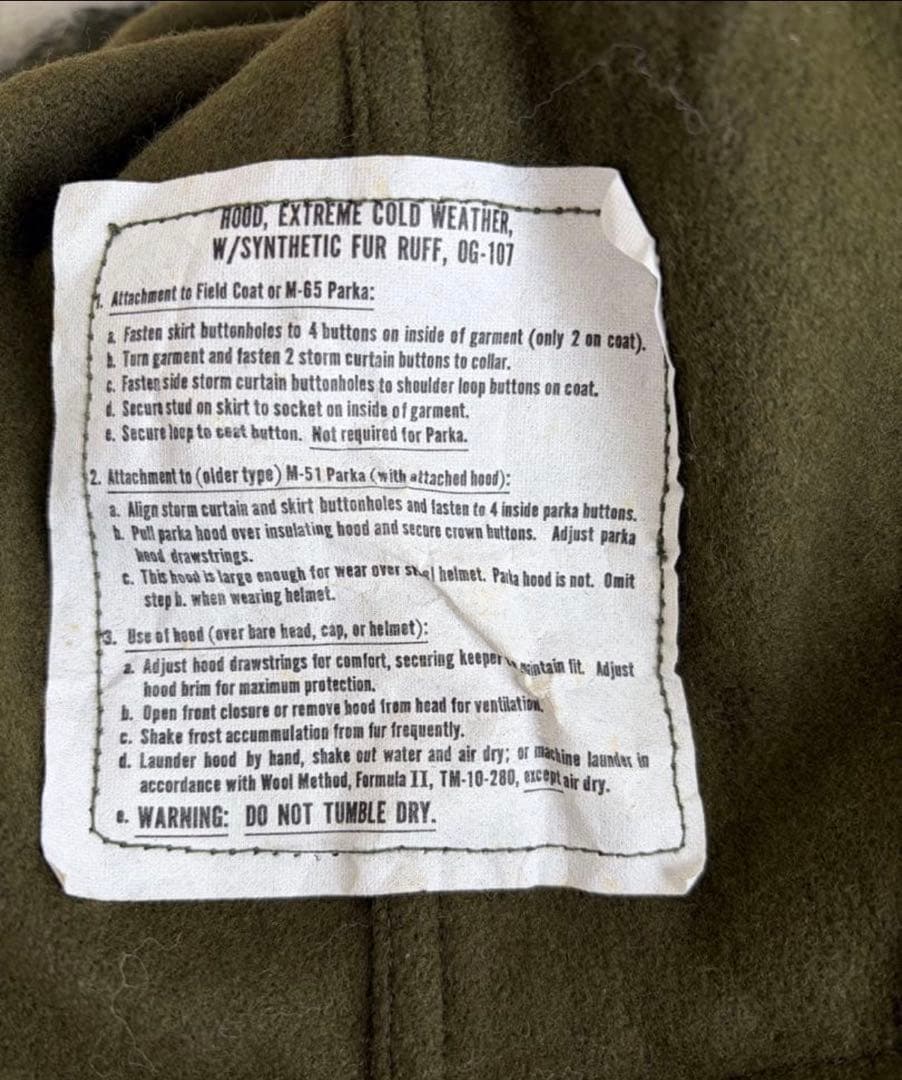 HOOD, EXTREME COLD WEATHER,
W/SYNTHETIC FUR RUFF, OG-107
1. Attachment to Field Coat or M-65 Parka:
a. Fasten skirt buttonholes to 4 buttons on inside of garment (only 2 on coat).
b. Turn garment and fasten 2 storm curtain buttons to collar.
c. Fasten side storm curtain buttonholes to shoulder loop buttons on coat.
d. Secure stud on skirt to socket on inside of garment.
e. Secure loop to coat button. Not required for Parka.
2. Attachment to (older type) M-51 Parka (with attached hood):
a. Align storm curtain and skirt buttonholes and fasten to 4 inside parka buttons.
b. Pull parka hood over insulating hood and secure crown buttons. Adjust parka
hood drawstrings.
c. This hood is large enough for wear over helmet. Parka hood is not. Omit
step b. when wearing helmet.
3. Use of hood (over bare head, cap, or helmet):
a. Adjust hood drawstrings for comfort, securing keeper maintain fit. Adjust
hood brim for maximum protection.
b. Open front closure or remove hood from head for ventilation.
c. Shake frost accummulation from fur frequently.
d. Launder hood by hand, shake out water and air dry; or machine launder in
accordance with Wool Method, Formula II, TM-10-280, except air dry.
e. WARNING: DO NOT TUMBLE DRY.